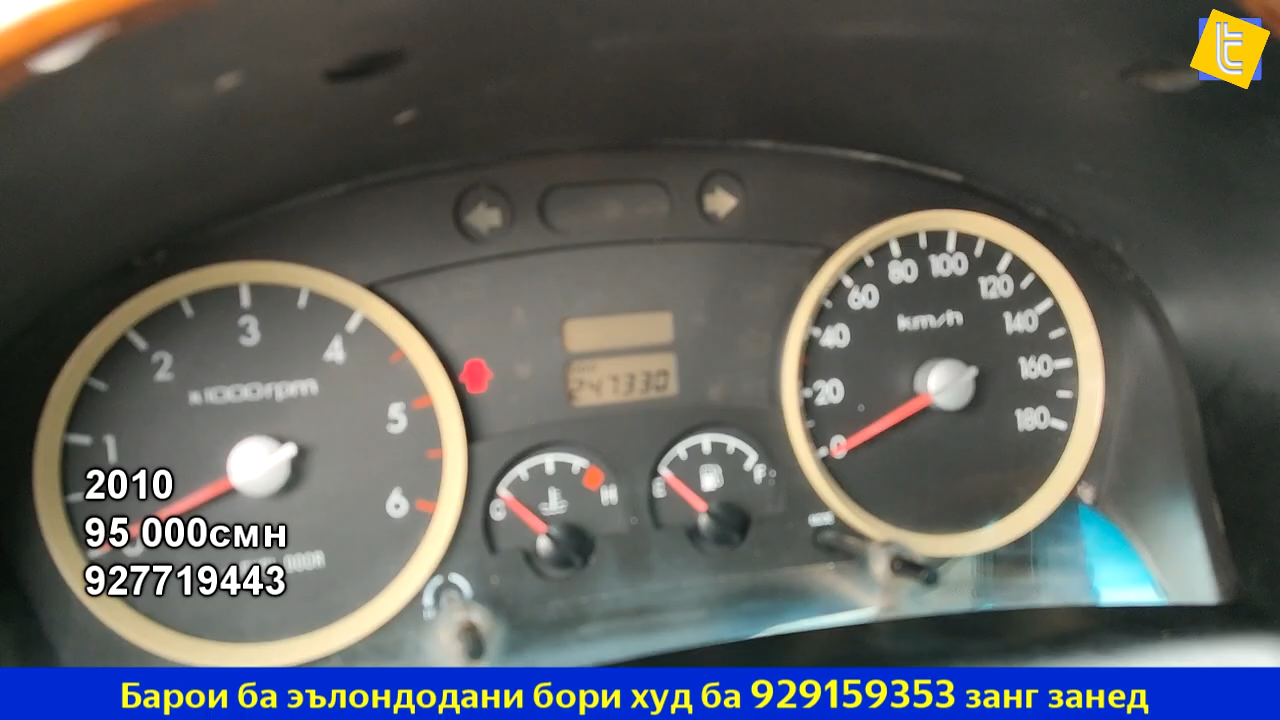 t
80 100
60 120
3
40 km/h 140
2 4
x1000rpm
160
247330
20
5 180
1 0
6
C H E F
2010
95 000смн
927719443
DOOR
Барои ба эълондодани бори худ ба 929159353 занг занед